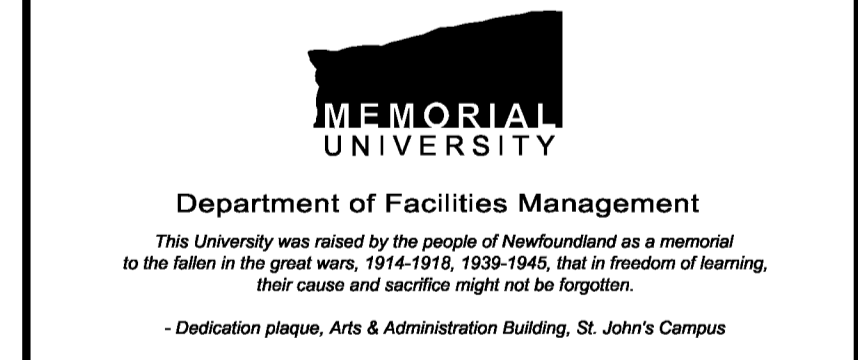 MEMORIAL
UNIVERSITY
Department of Facilities Management
This University was raised by the people of Newfoundland as a memorial
to the fallen in the great wars, 1914-1918, 1939-1945, that in freedom of learning,
their cause and sacrifice might not be forgotten.
- Dedication plaque, Arts & Administration Building, St. John's Campus